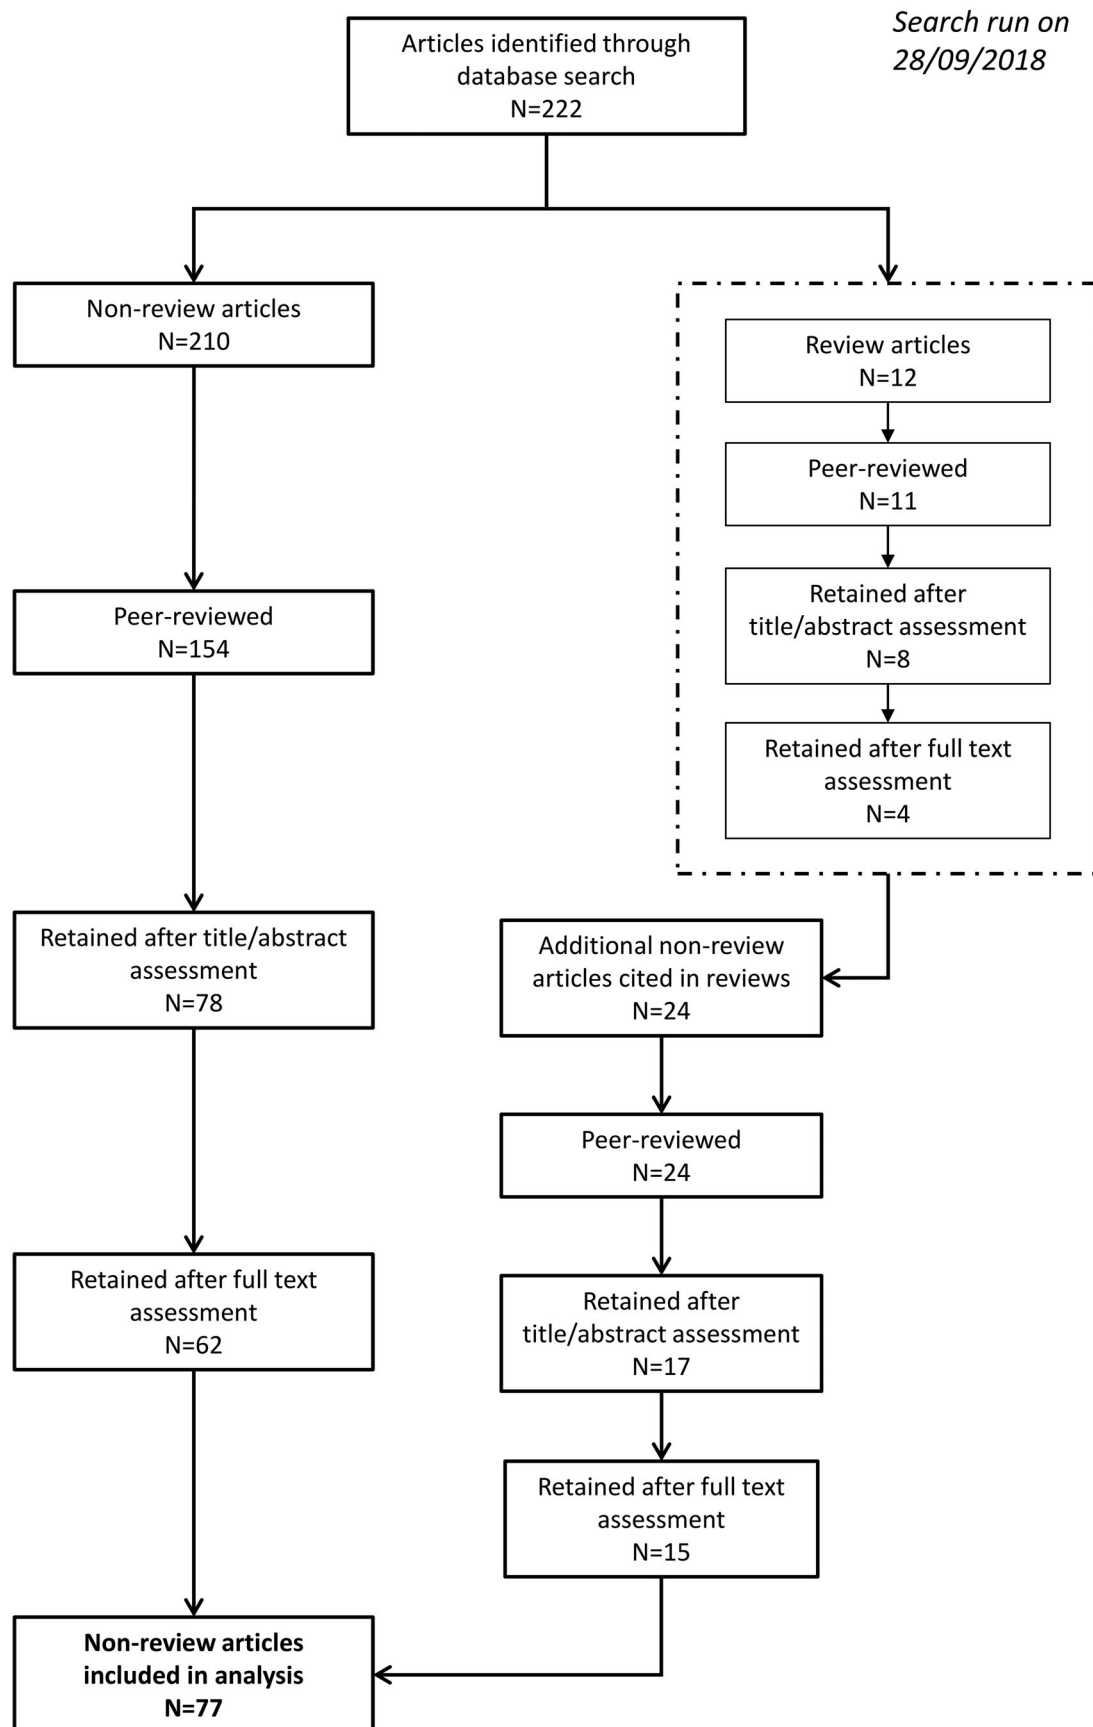 Search run on
28/09/2018
Articles identified through
database search
N=222
Non-review articles
N=210
Peer-reviewed
N=154
Retained after title/abstract
assessment
N=78
Retained after full text
assessment
N=62
Review articles
N=12
Peer-reviewed
N=11
Retained after
title/abstract assessment
N=8
Retained after full text
assessment
N=4
Additional non-review
articles cited in reviews
N=24
Peer-reviewed
N=24
Retained after
title/abstract assessment
N=17
Retained after full text
assessment
N=15
Non-review articles
included in analysis
N=77